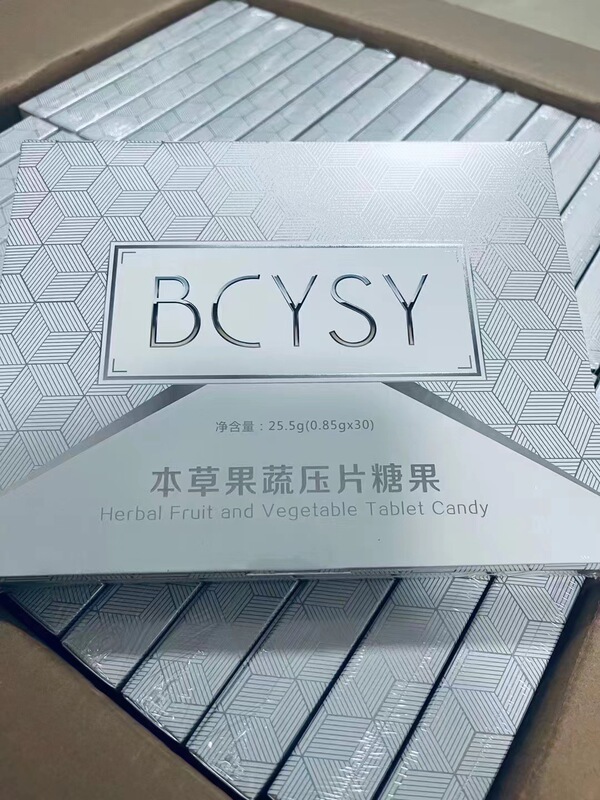 BCYSY
净含量：25.5g(0.85gx30)
本草果蔬压片糖果
Herbal Fruit and Vegetable Tablet Candy